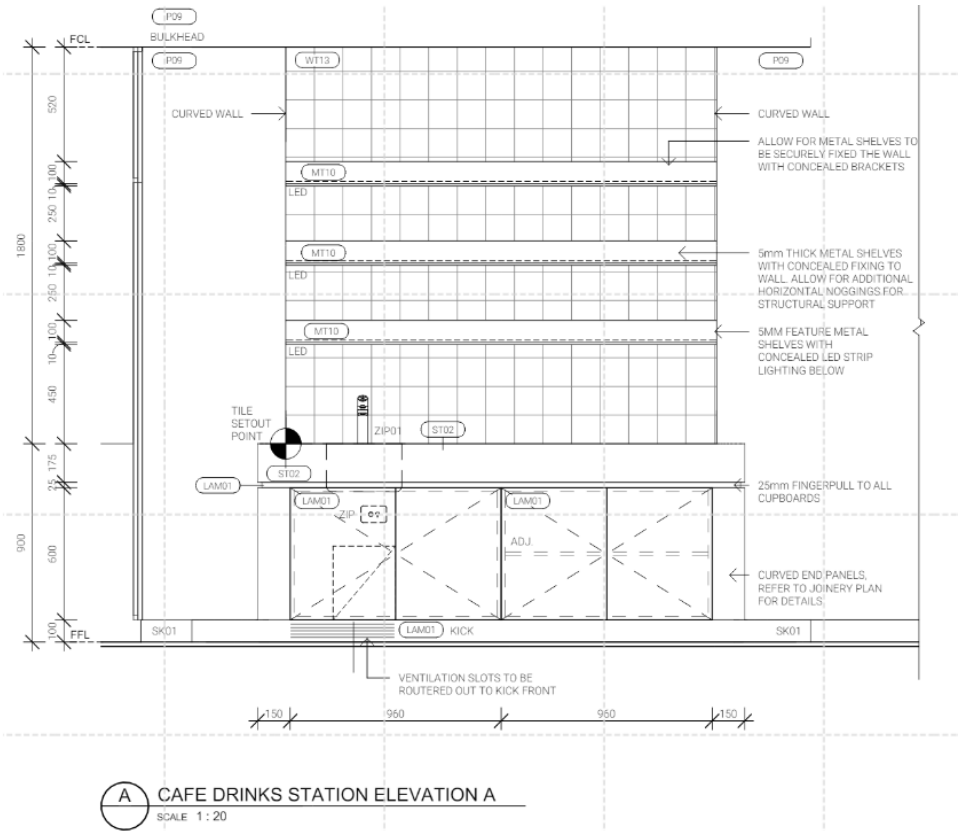 P09
BULKHEAD
FCL
P09
WT13
P09
CURVED WALL
CURVED WALL
ALLOW FOR METAL SHELVES TO
BE SECURELY FIXED THE WALL
WITH CONCEALED BRACKETS
520
100
10
250
100
10
250
100
10
450
1800
MT10
LED
MT10
LED
5mm THICK METAL SHELVES
WITH CONCEALED FIXING TO
WALL. ALLOW FOR ADDITIONAL
HORIZONTAL NOGGINGS FOR
STRUCTURAL SUPPORT
MT10
LED
5MM FEATURE METAL
SHELVES WITH
CONCEALED LED STRIP
LIGHTING BELOW
TILE
SETOUT
POINT
ZIP01
ST02
ST02
175
25
600
100
900
LAM01
25mm FINGERPULL TO ALL
CUPBOARDS
LAM01
ZIP
LAM01
ADJ.
CURVED END PANELS,
REFER TO JOINERY PLAN
FOR DETAILS
FFL
SK01
LAM01
KICK
SK01
VENTILATION SLOTS TO BE
ROUTERED OUT TO KICK FRONT
150
960
960
150
A
CAFE DRINKS STATION ELEVATION A
SCALE 1 : 20